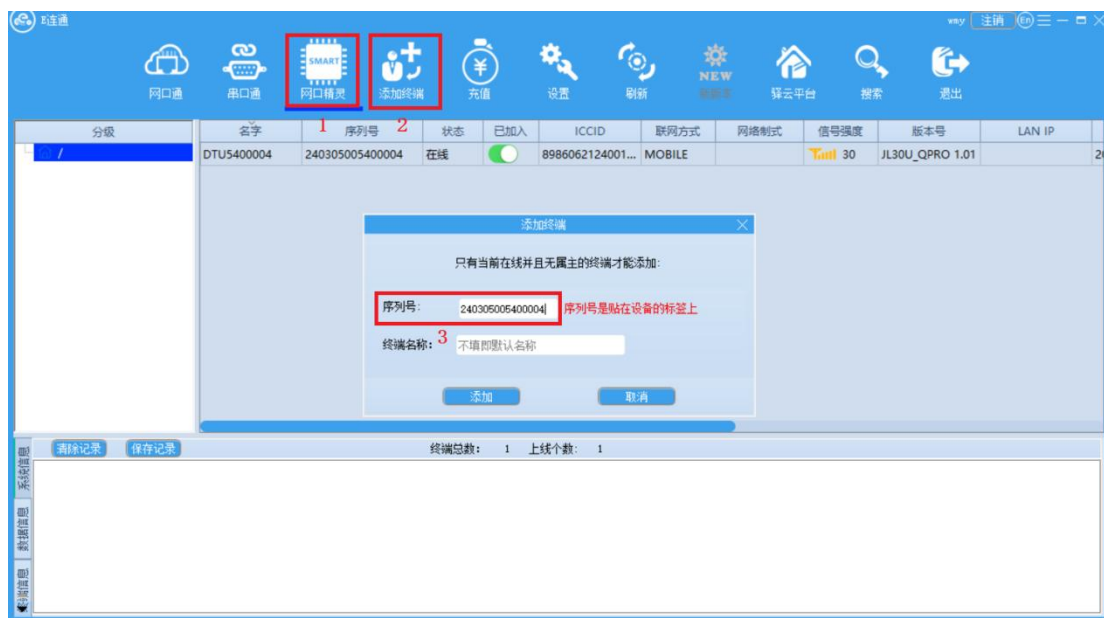 E连通
wmy 注销 En
网口通 串口通 SMART 网口精灵 添加终端 充值 设置 刷新 NEW 驿云平台 搜索 退出
分级 名字 1 序列号 2 状态 已加入 ICCID 联网方式 网络制式 信号强度 版本号 LAN IP
/ DTU5400004 240305005400004 在线 8986062124001... MOBILE 30 JL30U_QPRO 1.01 20
添加终端
只有当前在线并且无属主的终端才能添加:
序列号: 240305005400004 序列号是贴在设备的标签上
终端名称: 3 不填即默认名称
添加 取消
清除记录 保存记录 终端总数: 1 上线个数: 1
系统信息
数据信息
终端信息